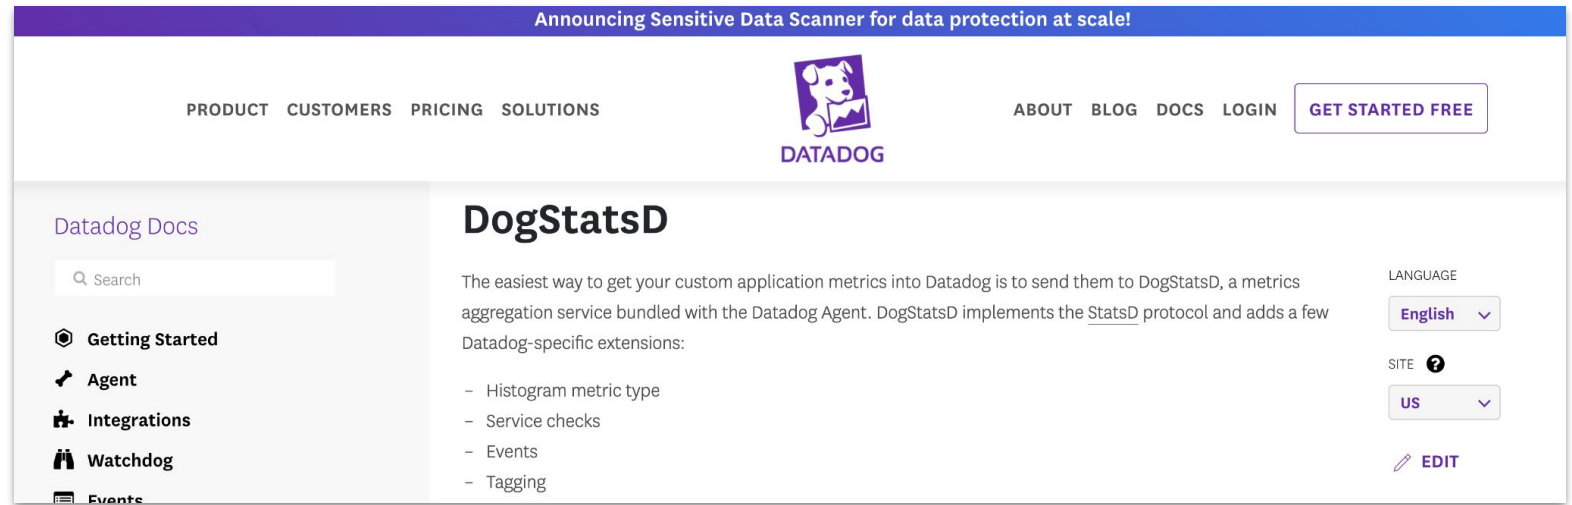 Announcing Sensitive Data Scanner for data protection at scale!
PRODUCT CUSTOMERS PRICING SOLUTIONS
DATADOG
ABOUT BLOG DOCS LOGIN GET STARTED FREE
Datadog Docs
Search
Getting Started
Agent
Integrations
Watchdog
Events
DogStatsD
The easiest way to get your custom application metrics into Datadog is to send them to DogStatsD, a metrics
aggregation service bundled with the Datadog Agent. DogStatsD implements the StatsD protocol and adds a few
Datadog-specific extensions:
– Histogram metric type
– Service checks
– Events
– Tagging
LANGUAGE
English
SITE ?
US
EDIT